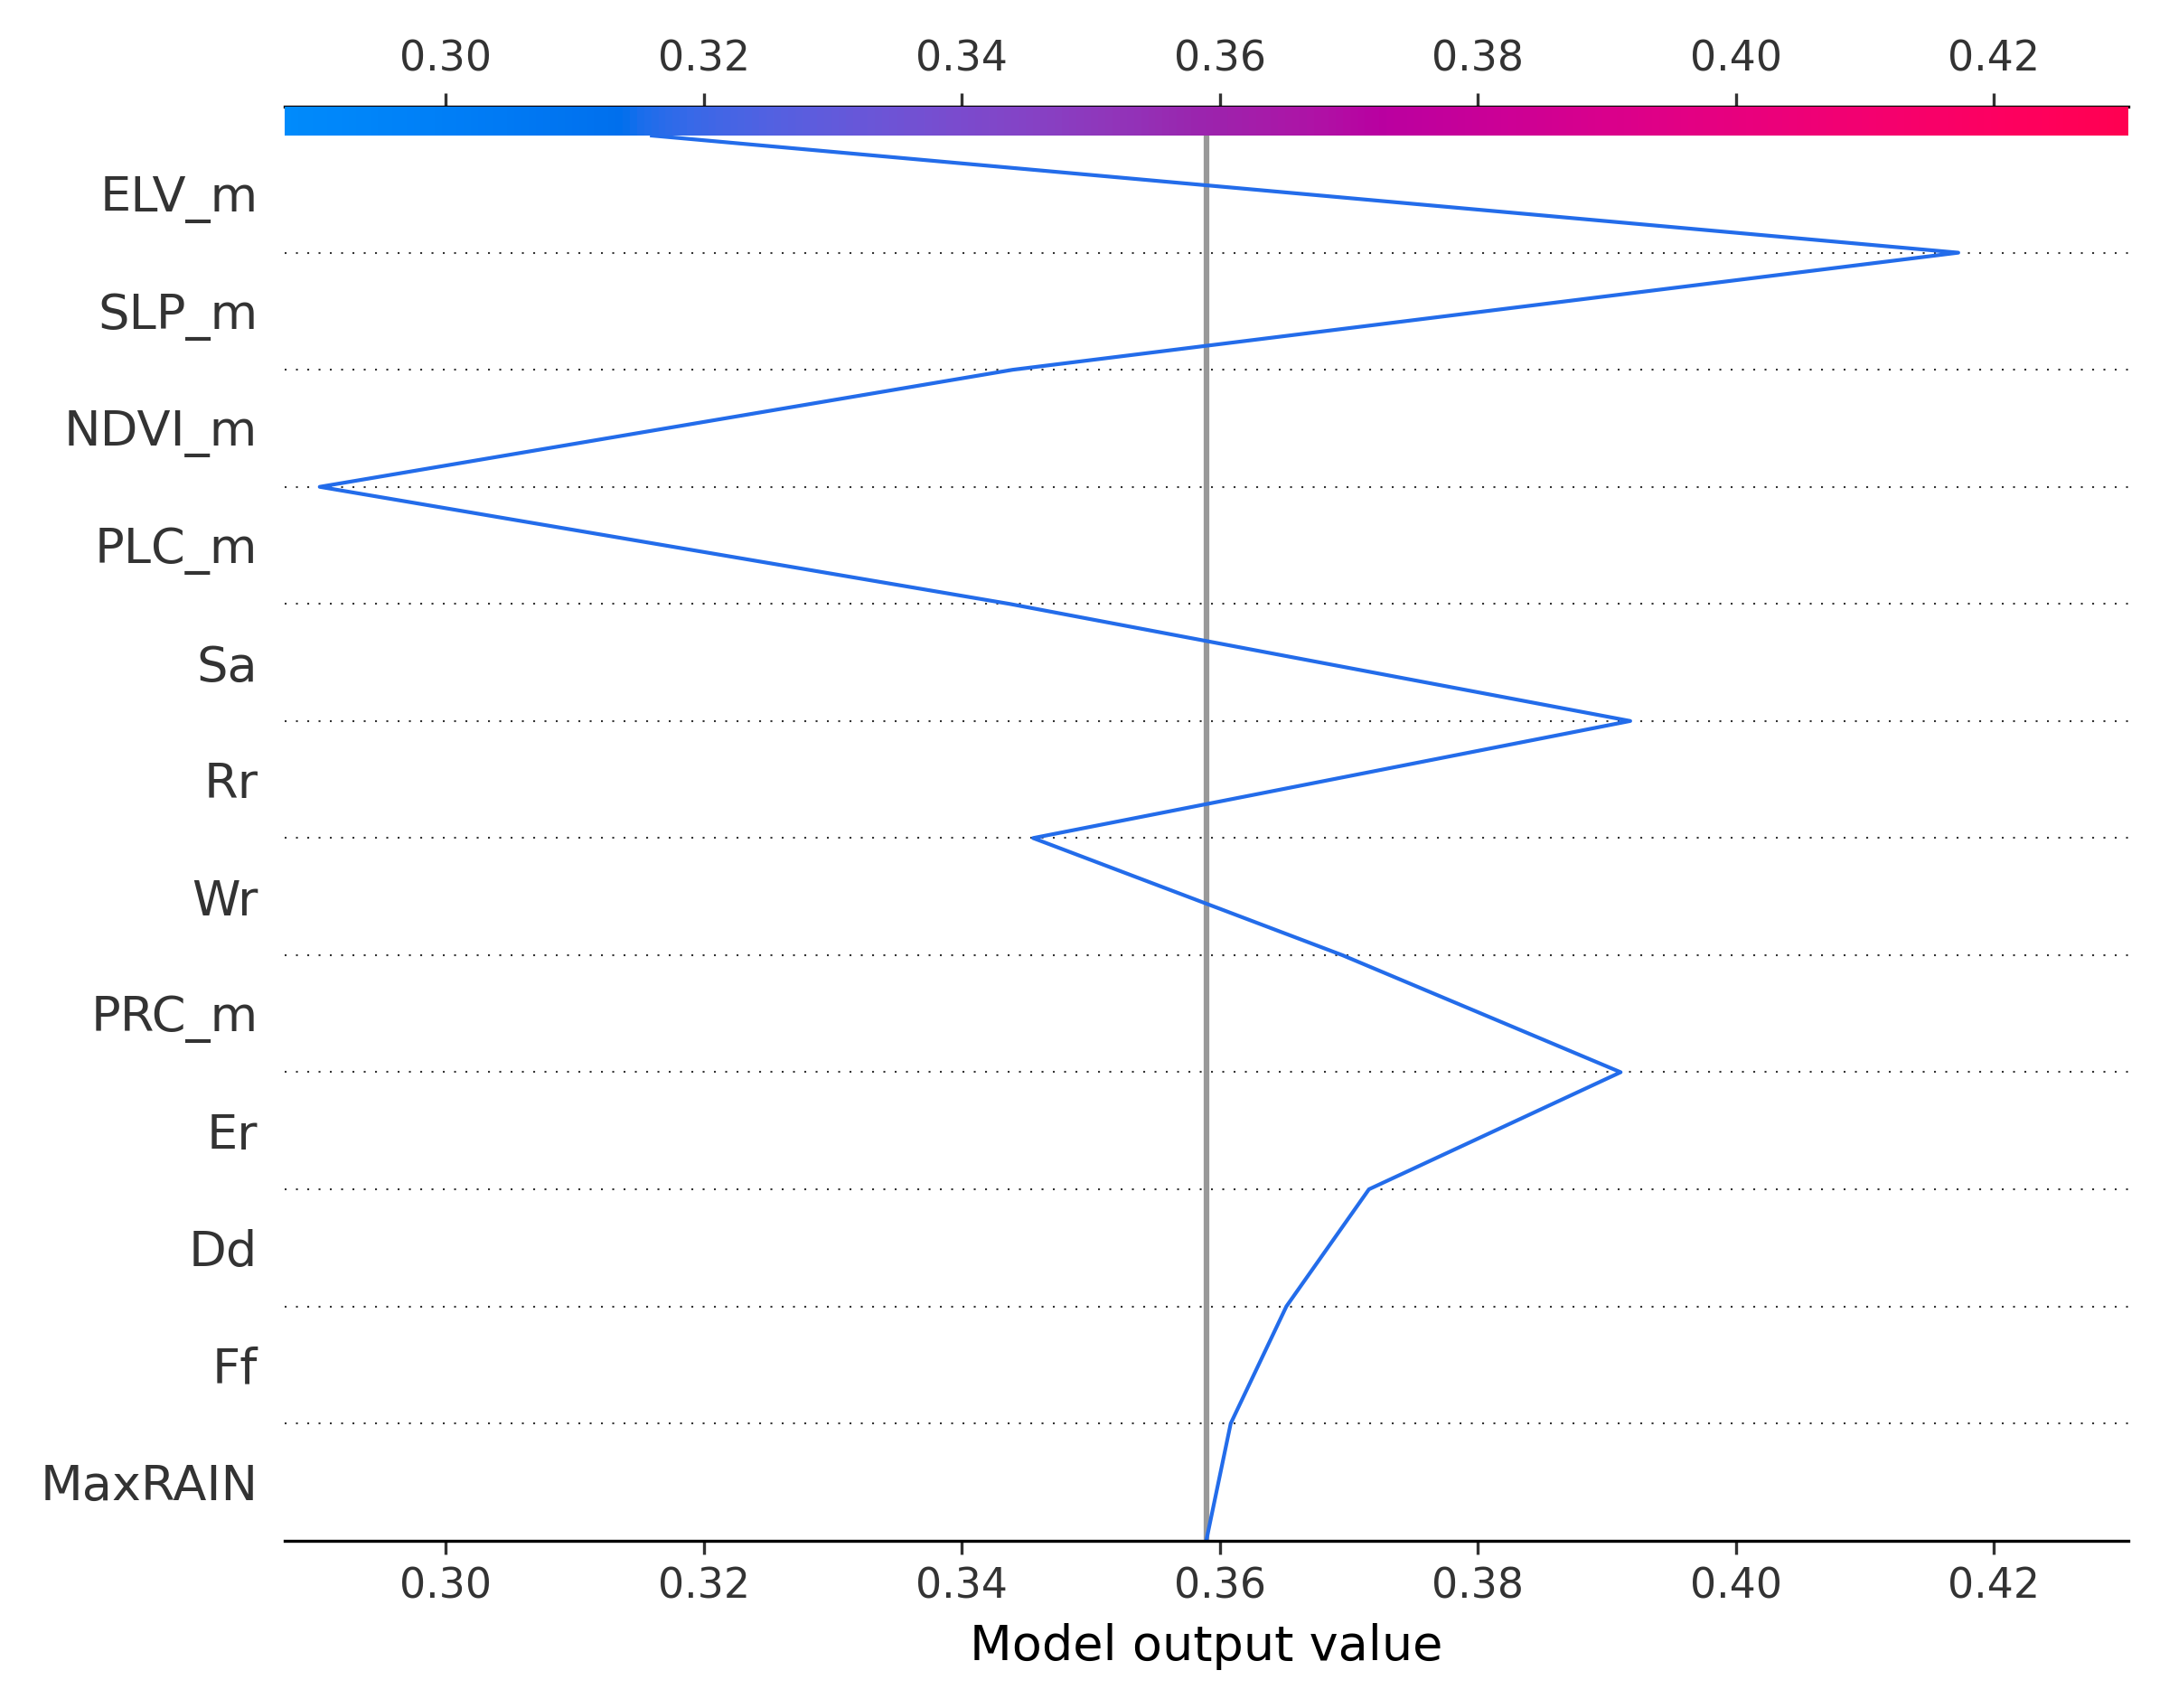 0.30 0.32 0.34 0.36 0.38 0.40 0.42
ELV_m
SLP_m
NDVI_m
PLC_m
Sa
Rr
Wr
PRC_m
Er
Dd
Ff
MaxRAIN
0.30 0.32 0.34 0.36 0.38 0.40 0.42
Model output value